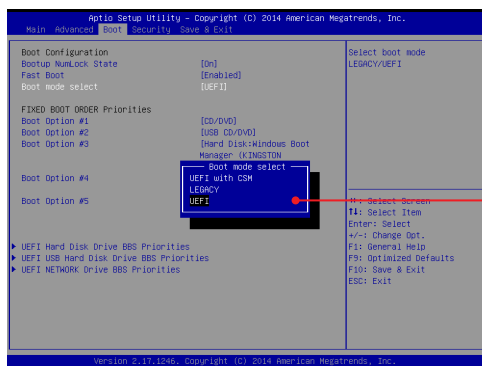 Aptio Setup Utility - Copyright (C) 2014 American Megatrends, Inc.
Main Advanced Boot Security Save & Exit
Boot Configuration
Bootup NumLock State [On]
Fast Boot [Enabled]
Boot mode select [UEFI]
FIXED BOOT ORDER Priorities
Boot Option #1 [CD/DVD]
Boot Option #2 [USB CD/DVD]
Boot Option #3 [Hard Disk:Windows Boot
Manager (KINGSTON
Boot mode select
UEFI with CSM
LEGACY
UEFI
Boot Option #4
Boot Option #5
UEFI Hard Disk Drive BBS Priorities
UEFI USB Hard Disk Drive BBS Priorities
UEFI NETWORK Drive BBS Priorities
Select boot mode
LEGACY/UEFI
: Select Screen
↑↓: Select Item
Enter: Select
+/-: Change Opt.
F1: General Help
F9: Optimized Defaults
F10: Save & Exit
ESC: Exit
Version 2.17.1246. Copyright (C) 2014 American Megatrends, Inc.